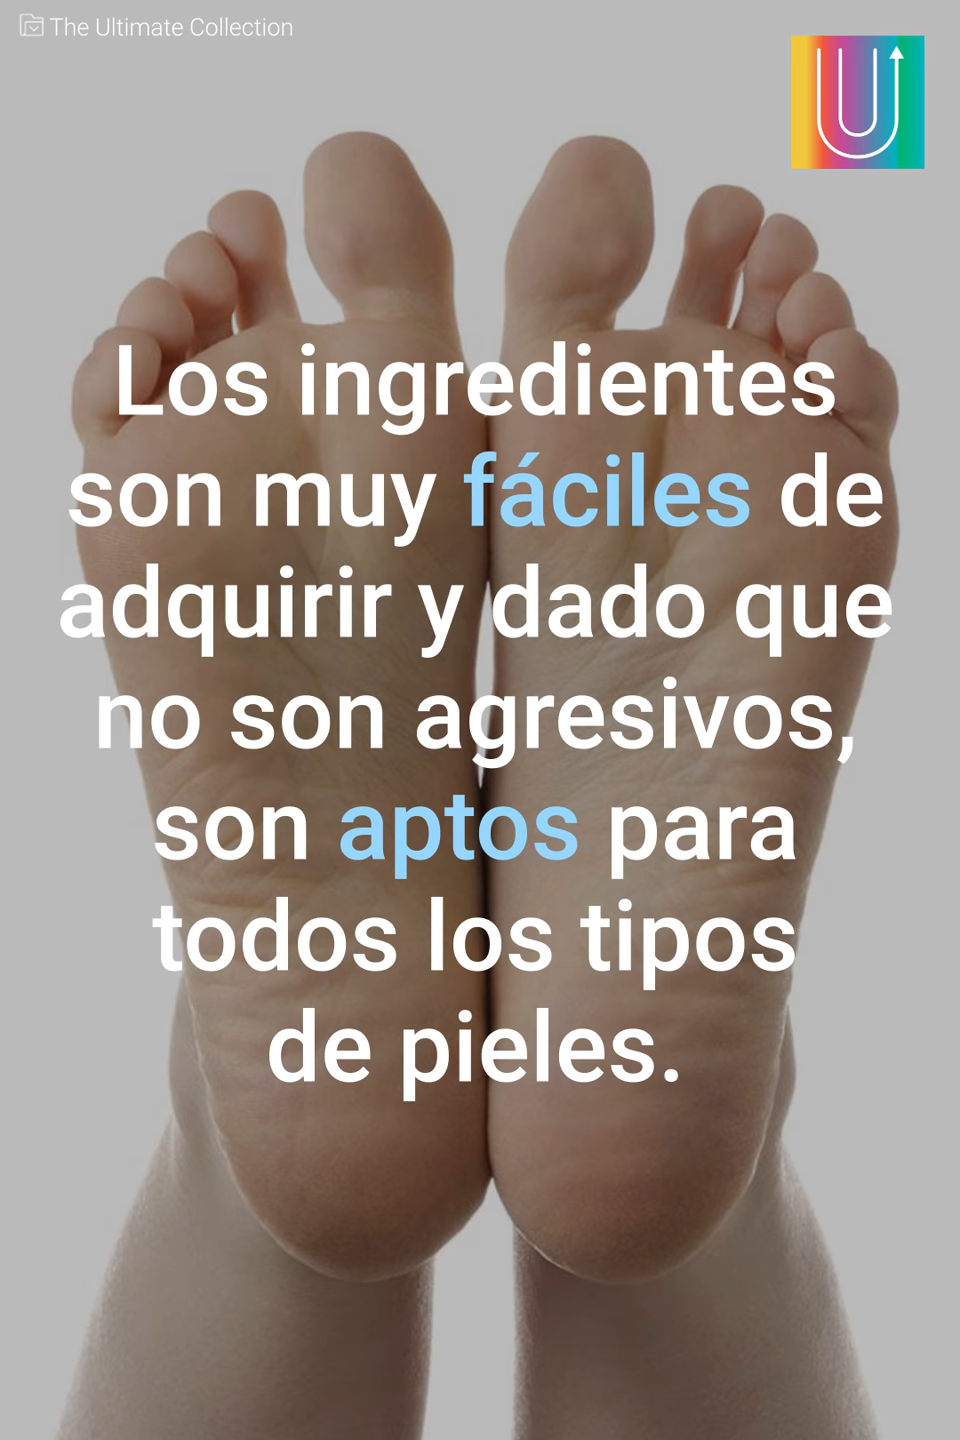 The Ultimate Collection
U
Los ingredientes
son muy fáciles de
adquirir y dado que
no son agresivos,
son aptos para
todos los tipos
de pieles.